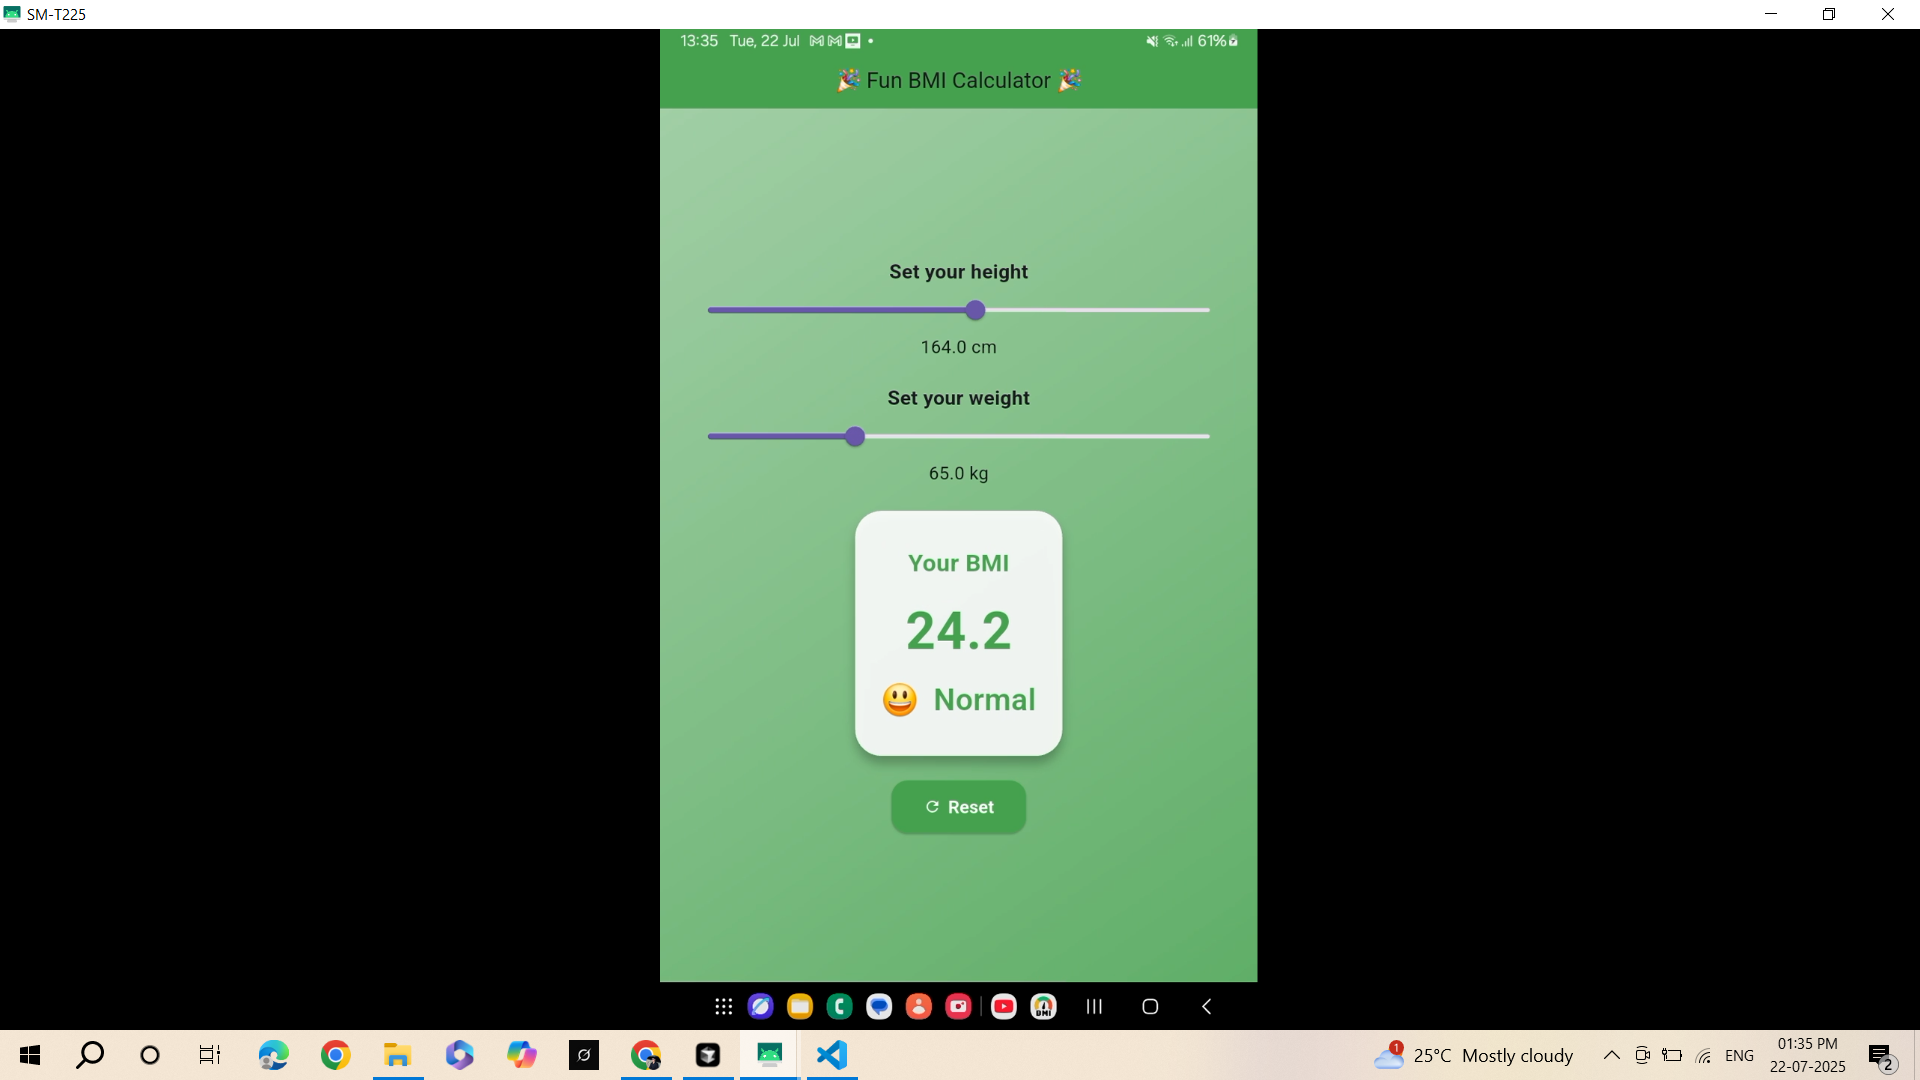 SM-T225
13:35 Tue, 22 Jul
61%
🎉 Fun BMI Calculator 🎉
Set your height
164.0 cm
Set your weight
65.0 kg
Your BMI
24.2
😃 Normal
Reset
BMI
1
25°C Mostly cloudy
ENG
01:35 PM
22-07-2025
2